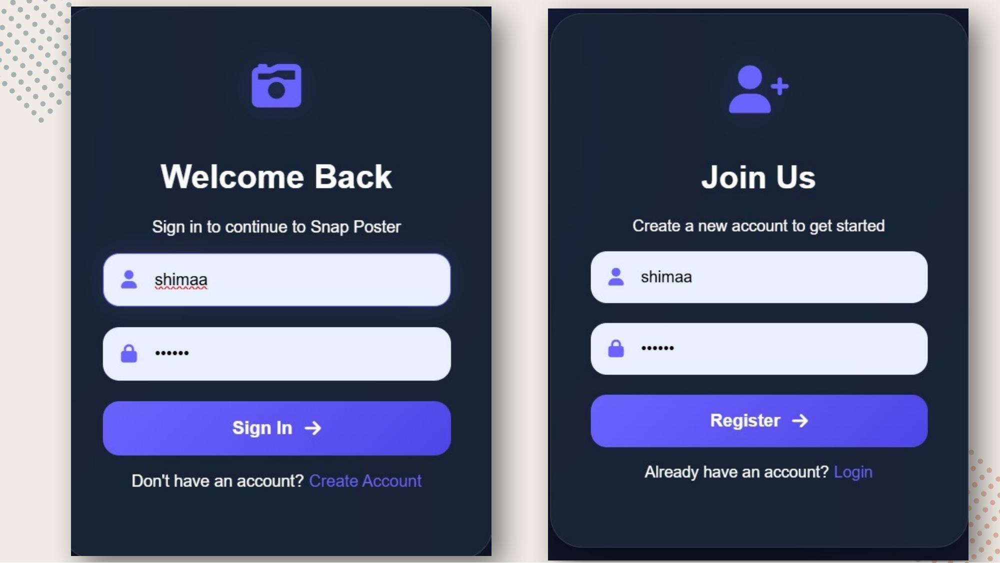 Welcome Back
Sign in to continue to Snap Poster
shimaa
••••••
Sign In →
Don't have an account? Create Account
Join Us
Create a new account to get started
shimaa
••••••
Register →
Already have an account? Login